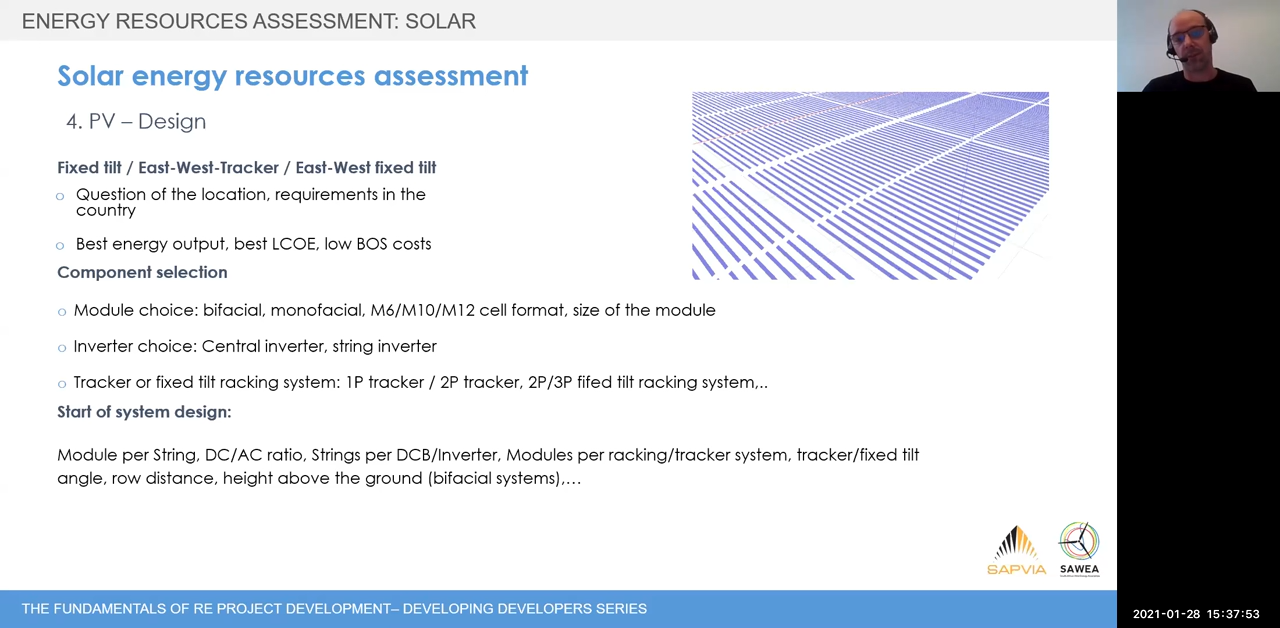 ENERGY RESOURCES ASSESSMENT: SOLAR
Solar energy resources assessment
4. PV – Design
Fixed tilt / East-West-Tracker / East-West fixed tilt
o Question of the location, requirements in the
country
o Best energy output, best LCOE, low BOS costs
Component selection
o Module choice: bifacial, monofacial, M6/M10/M12 cell format, size of the module
o Inverter choice: Central inverter, string inverter
o Tracker or fixed tilt racking system: 1P tracker / 2P tracker, 2P/3P fifed tilt racking system,..
Start of system design:
Module per String, DC/AC ratio, Strings per DCB/Inverter, Modules per racking/tracker system, tracker/fixed tilt
angle, row distance, height above the ground (bifacial systems),...
SAPVIA
SAWEA
THE FUNDAMENTALS OF RE PROJECT DEVELOPMENT– DEVELOPING DEVELOPERS SERIES
2021-01-28 15:37:53